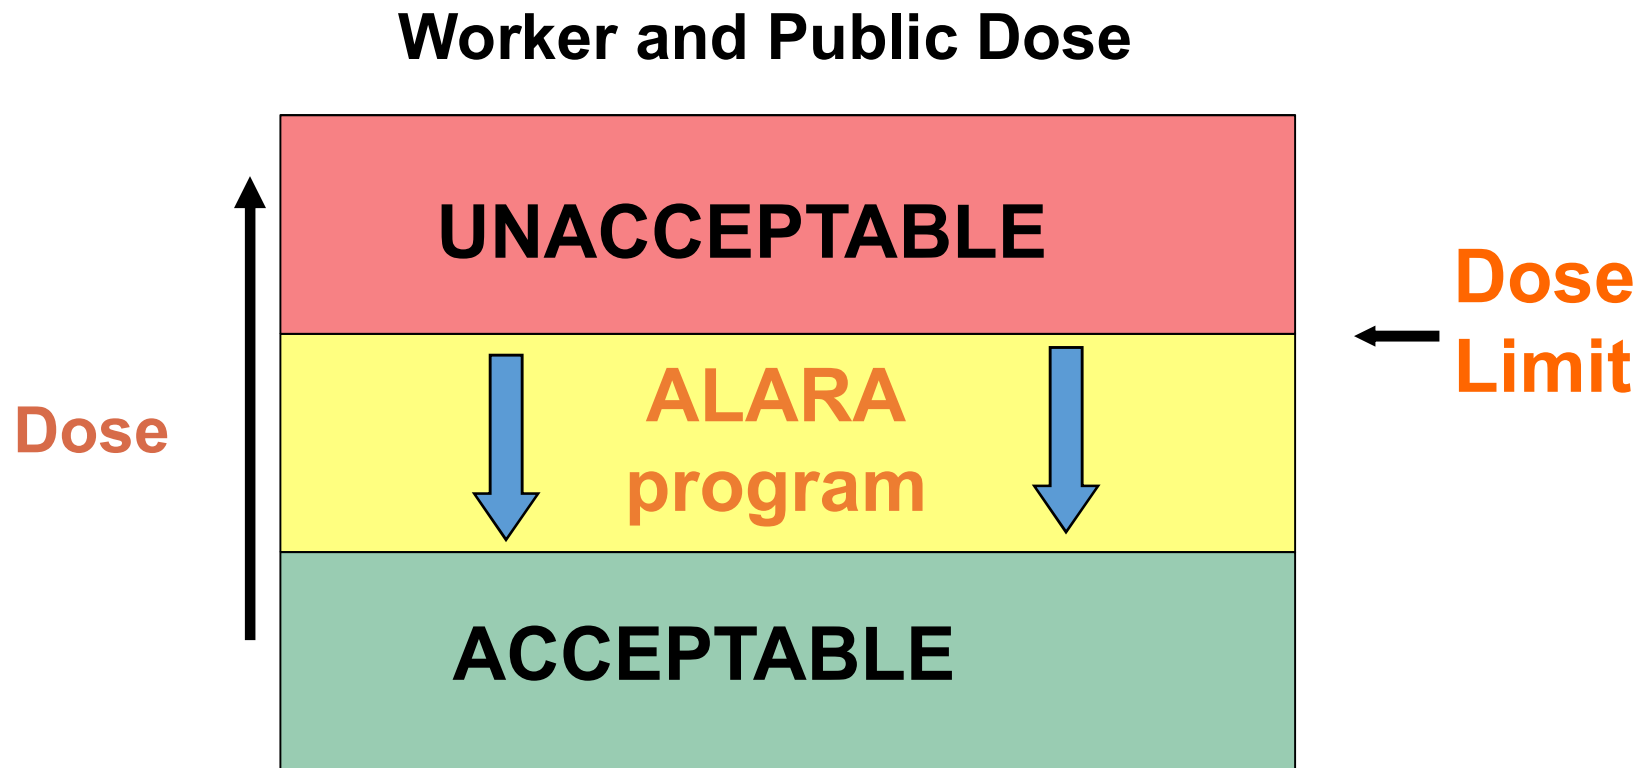 Worker and Public Dose
UNACCEPTABLE
Dose
Limit
ALARA
program
Dose
ACCEPTABLE